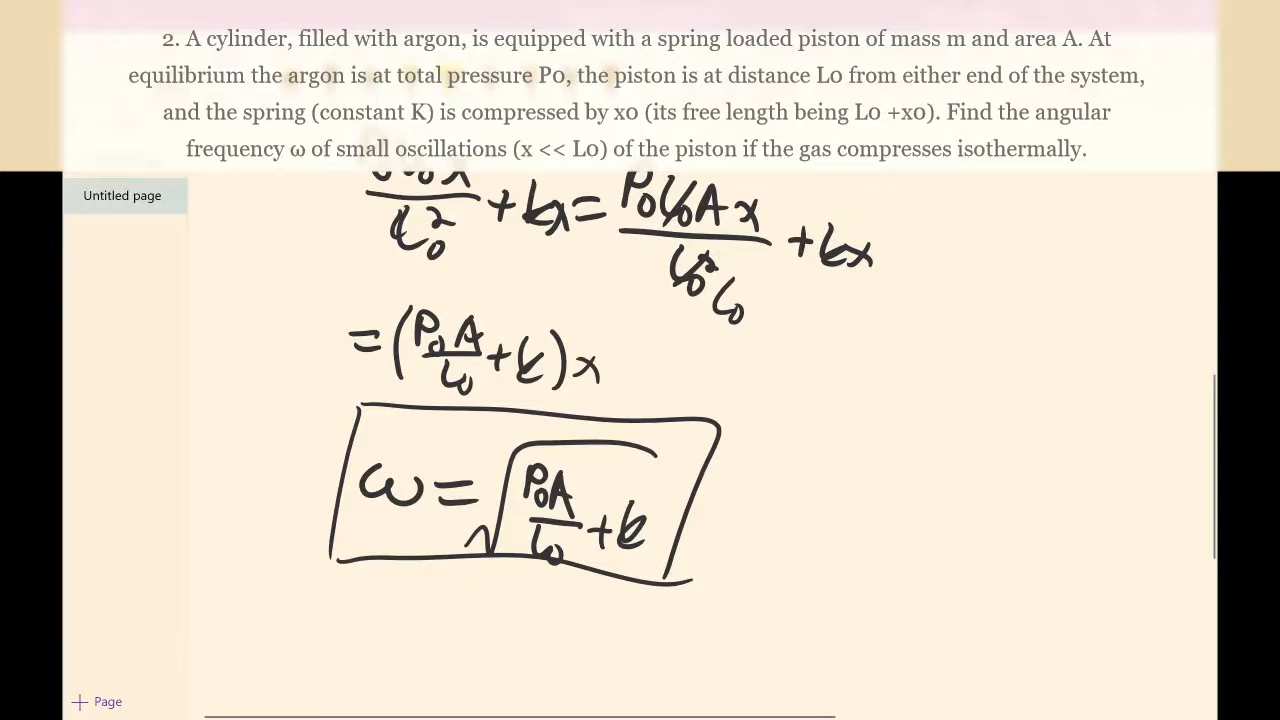 2. A cylinder, filled with argon, is equipped with a spring loaded piston of mass m and area A. At
equilibrium the argon is at total pressure P0, the piston is at distance L0 from either end of the system,
and the spring (constant K) is compressed by x0 (its free length being L0 +x0). Find the angular
frequency ω of small oscillations (x << L0) of the piston if the gas compresses isothermally.
Untitled page
L₀² + kx = P₀V₀Ax / V₀²L₀ + kx
= (P₀A/L₀ + k)x
ω = √(P₀A/L₀ + k)
+ Page